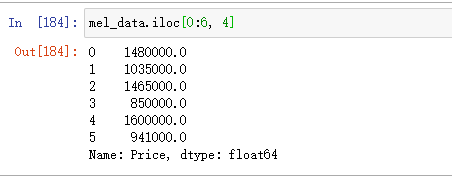 In [184]: mel_data.iloc[0:6, 4]
Out[184]: 0    1480000.0
1    1035000.0
2    1465000.0
3     850000.0
4    1600000.0
5     941000.0
Name: Price, dtype: float64